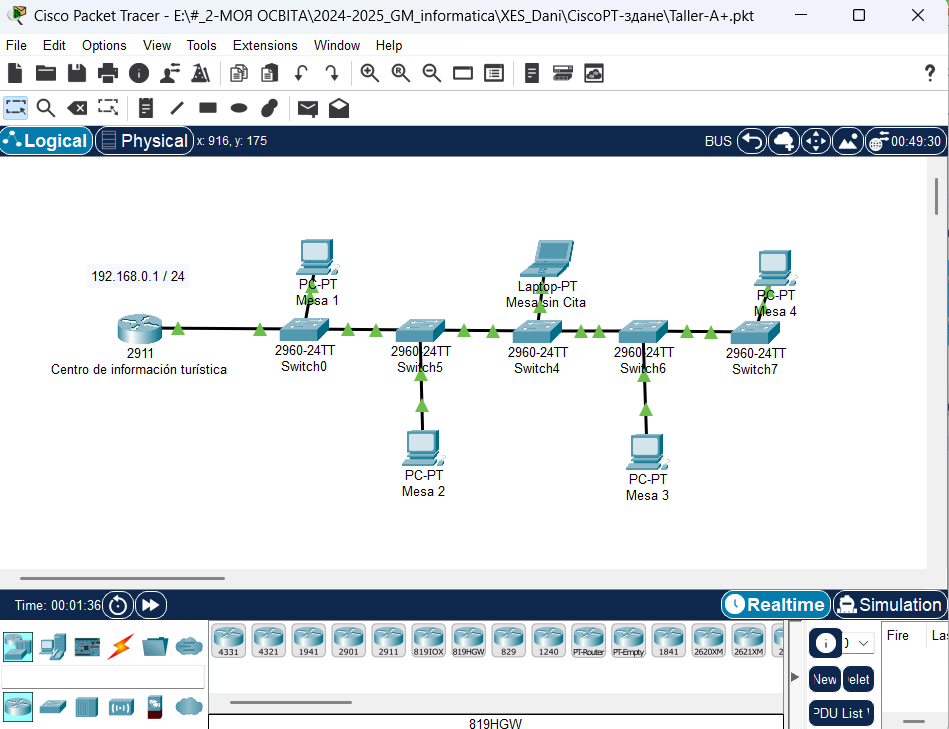 Cisco Packet Tracer - E:\#_2-МОЯ ОСВІТА\2024-2025_GM_informatica\XES_Dani\CiscoPT-здане\Taller-A+.pkt
File Edit Options View Tools Extensions Window Help
Logical Physical x: 916, y: 175 BUS 00:49:30
192.168.0.1 / 24
PC-PT
Mesa 1
Laptop-PT
Mesa sin Cita
PC-PT
Mesa 4
2911
Centro de información turística
2960-24TT
Switch0
2960-24TT
Switch5
2960-24TT
Switch4
2960-24TT
Switch6
2960-24TT
Switch7
PC-PT
Mesa 2
PC-PT
Mesa 3
Time: 00:01:36 Realtime Simulation
4331 4321 1941 2901 2911 819IOX 819HGW 829 1240 PT-Router PT-Empty 1841 2620XM 2621XM 2
819HGW
0 Fire Las
New elet
PDU List